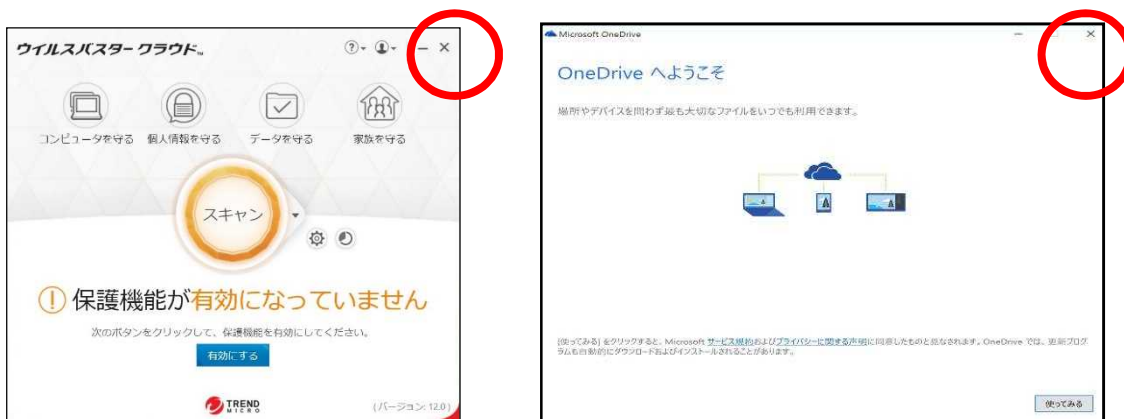 ウイルスバスター クラウド™
コンピュータを守る
個人情報を守る
データを守る
家族を守る
スキャン
保護機能が有効になっていません
次のボタンをクリックして、保護機能を有効にしてください。
有効にする
TREND
MICRO
(バージョン: 12.0)
Microsoft OneDrive
OneDrive へようこそ
場所やデバイスを問わず最も大切なファイルをいつでも利用できます。
[使ってみる] をクリックすると、Microsoft サービス規約およびプライバシーに関する声明に同意したものと見なされます。OneDrive では、更新プログ
ラムも自動的にダウンロードおよびインストールされることがあります。
使ってみる